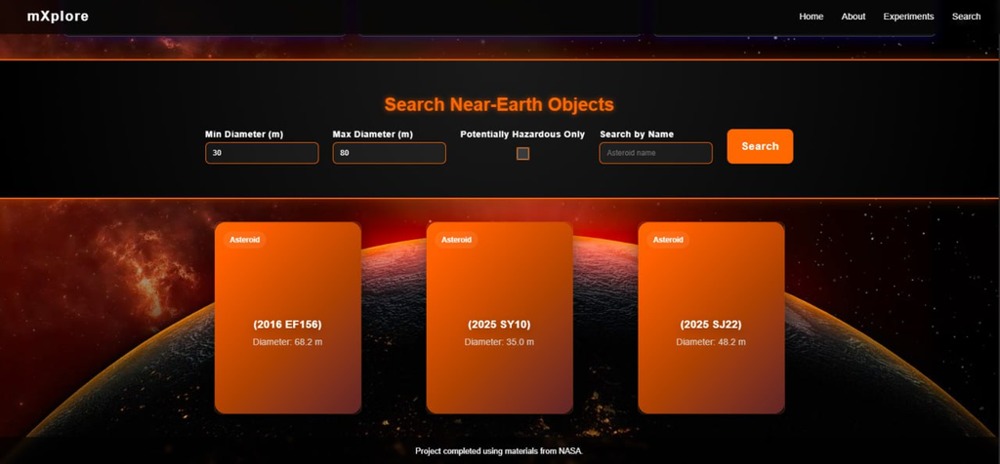 mXplore
Home About Experiments Search
Search Near-Earth Objects
Min Diameter (m) Max Diameter (m) Potentially Hazardous Only Search by Name
30 80 Asteroid name Search
Asteroid Asteroid Asteroid
(2016 EF156) (2025 SY10) (2025 SJ22)
Diameter: 68.2 m Diameter: 35.0 m Diameter: 48.2 m
Project completed using materials from NASA.